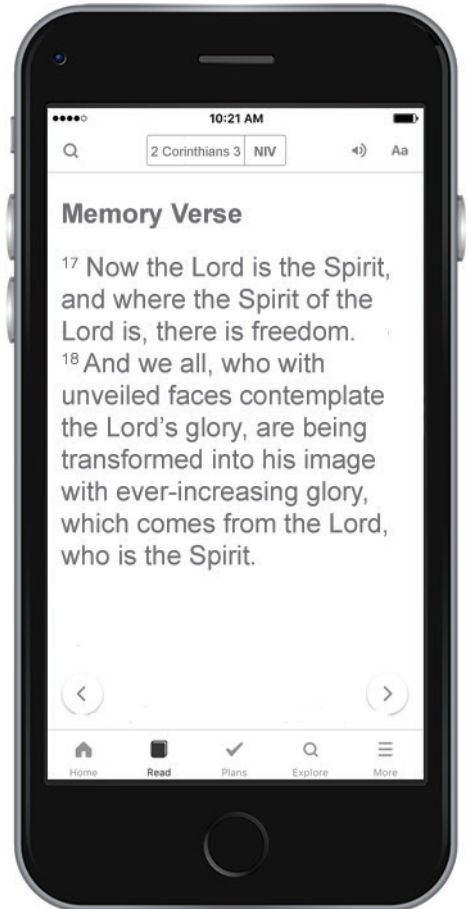 10:21 AM
2 Corinthians 3 NIV Aa
Memory Verse
17 Now the Lord is the Spirit,
and where the Spirit of the
Lord is, there is freedom.
18 And we all, who with
unveiled faces contemplate
the Lord’s glory, are being
transformed into his image
with ever-increasing glory,
which comes from the Lord,
who is the Spirit.
Home Read Plans Explore More